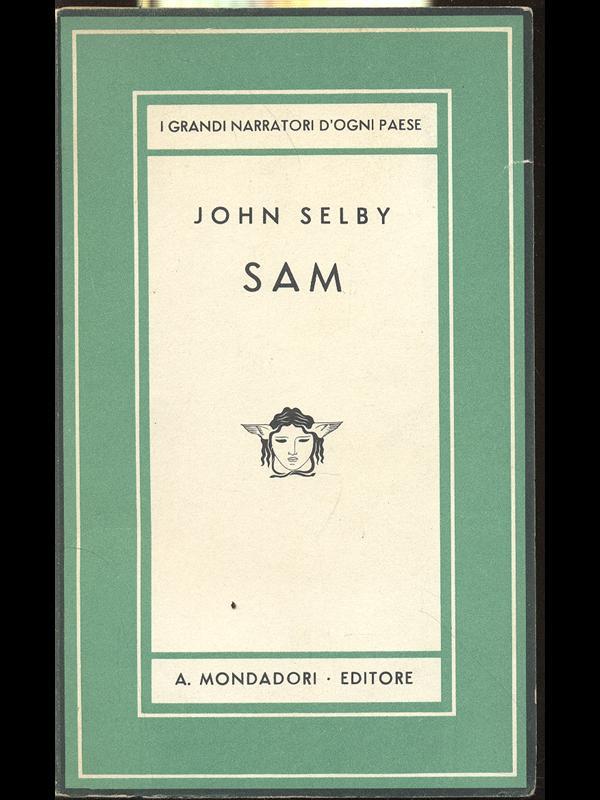 I GRANDI NARRATORI D'OGNI PAESE
JOHN SELBY
SAM
A. MONDADORI · EDITORE